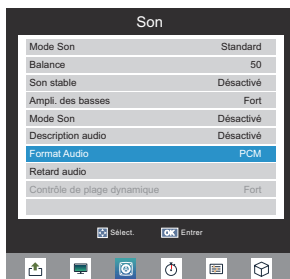 Son
Mode Son Standard
Balance 50
Son stable Désactivé
Ampli. des basses Fort
Mode Son Désactivé
Description audio Désactivé
Format Audio PCM
Retard audio
Contrôle de plage dynamique Fort
Sélect. OK Entrer